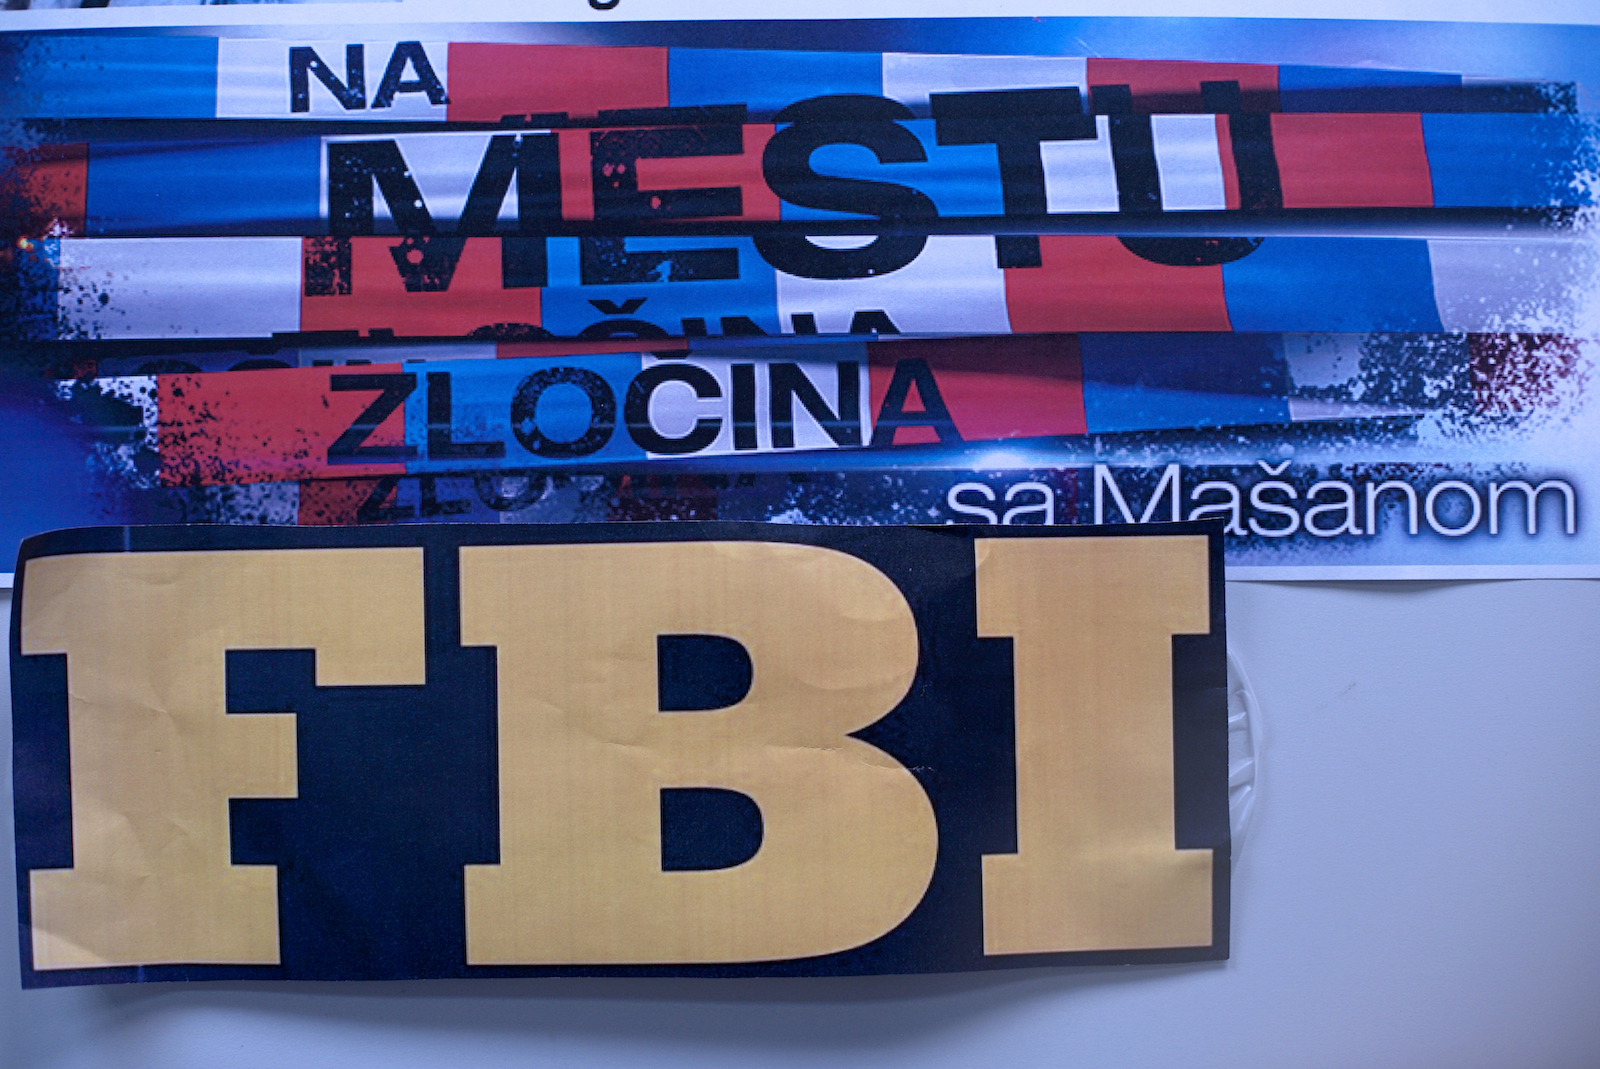 NA
MESTU
ZLOČINA
sa Mašanom
FBI